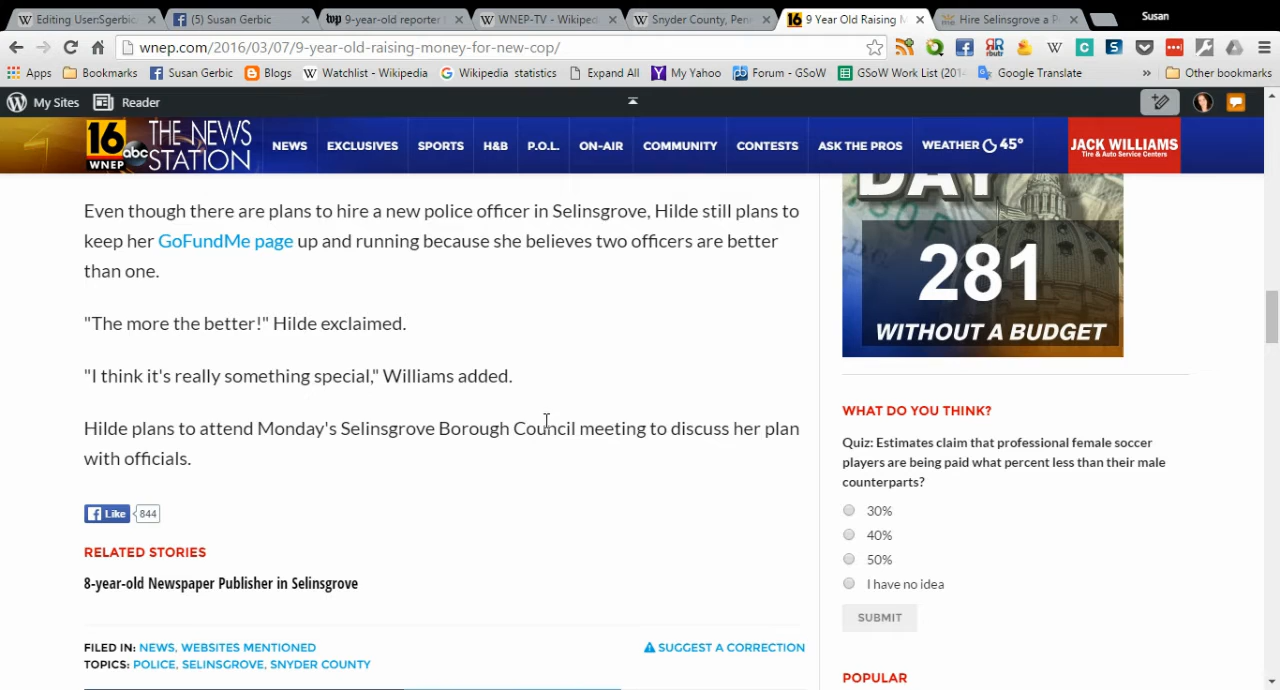 Editing UserSgerbic
(5) Susan Gerbic
9-year-old reporter
WNEP-TV - Wikiped
Snyder County, Pen
9 Year Old Raising M
Hire Selinsgrove a P
Susan
wnep.com/2016/03/07/9-year-old-raising-money-for-new-cop/
Apps Bookmarks Susan Gerbic Blogs Watchlist - Wikipedia Wikipedia statistics Expand All My Yahoo Forum - GSoW GSoW Work List (201 Google Translate » Other bookmarks
My Sites Reader
16 WNEP abc THE NEWS STATION
NEWS EXCLUSIVES SPORTS H&B P.O.L. ON-AIR COMMUNITY CONTESTS ASK THE PROS WEATHER 45°
JACK WILLIAMS
Tire & Auto Service Centers
Even though there are plans to hire a new police officer in Selinsgrove, Hilde still plans to
keep her GoFundMe page up and running because she believes two officers are better
than one.
"The more the better!" Hilde exclaimed.
"I think it's really something special," Williams added.
Hilde plans to attend Monday's Selinsgrove Borough Council meeting to discuss her plan
with officials.
Like 844
RELATED STORIES
8-year-old Newspaper Publisher in Selinsgrove
FILED IN: NEWS, WEBSITES MENTIONED
SUGGEST A CORRECTION
TOPICS: POLICE, SELINSGROVE, SNYDER COUNTY
DAY
281
WITHOUT A BUDGET
WHAT DO YOU THINK?
Quiz: Estimates claim that professional female soccer
players are being paid what percent less than their male
counterparts?
30%
40%
50%
I have no idea
SUBMIT
POPULAR